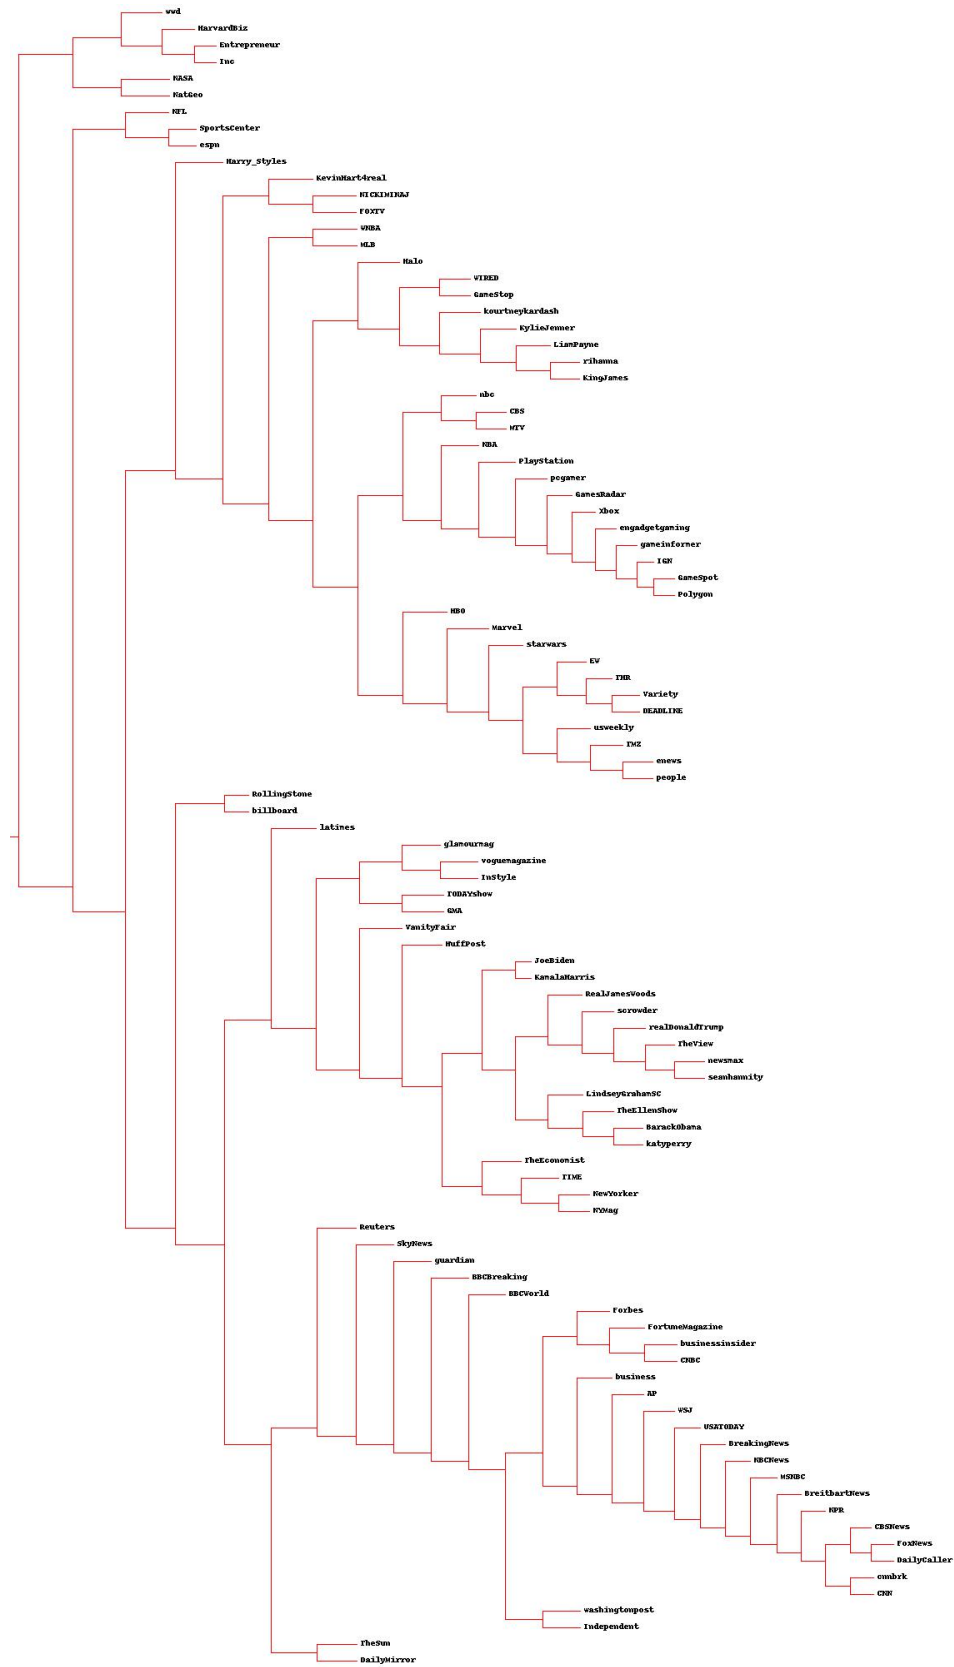 wwd
HarvardBiz
Entrepreneur
Inc
NASA
NatGeo
NFL
SportsCenter
espn
Harry_Styles
KevinHart4real
NICKIMINAJ
FOXTV
WNBA
MLB
Halo
WIRED
GameStop
kourtneykardash
KylieJenner
LiamPayne
rihanna
KingJames
nbc
CBS
MTV
NBA
PlayStation
pcgamer
GamesRadar
Xbox
engadgetgaming
gameinformer
IGN
GameSpot
Polygon
HBO
Marvel
starwars
EW
THR
Variety
DEADLINE
usweekly
TMZ
enews
people
RollingStone
billboard
latimes
glamourmag
voguemagazine
InStyle
TODAYshow
GMA
VanityFair
HuffPost
JoeBiden
KamalaHarris
RealJamesWoods
scrowder
realDonaldTrump
TheView
newsmax
seanhannity
LindseyGrahamSC
TheEllenShow
BarackObama
katyperry
TheEconomist
TIME
NewYorker
NYMag
Reuters
SkyNews
guardian
BBCBreaking
BBCWorld
Forbes
FortuneMagazine
businessinsider
CNBC
business
AP
WSJ
USATODAY
BreakingNews
NBCNews
MSNBC
BreitbartNews
NPR
CBSNews
FoxNews
DailyCaller
cnnbrk
CNN
washingtonpost
Independent
TheSun
DailyMirror